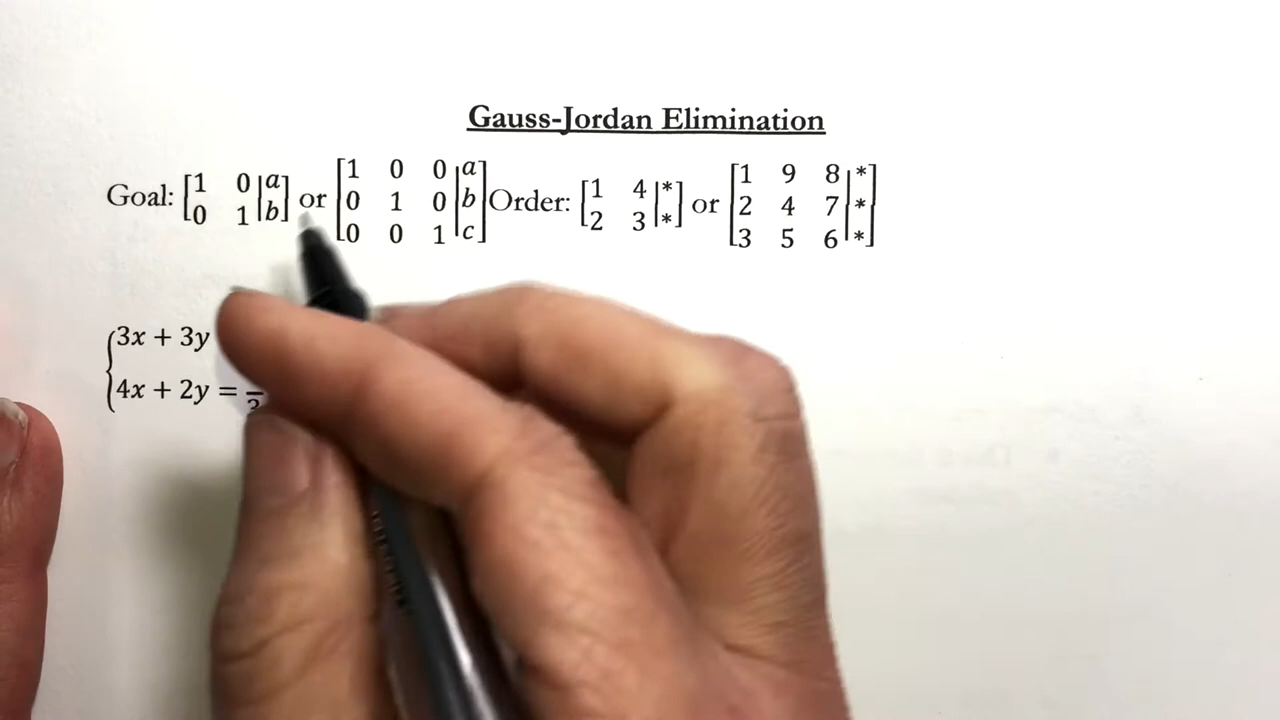 Gauss-Jordan Elimination
Goal: [1 0 | a] or [1 0 0 | a] Order: [1 4 | *] or [1 9 8 | *]
[0 1 | b] [0 1 0 | b] [2 3 | *] [2 4 7 | *]
[0 0 1 | c] [3 5 6 | *]
{3x + 3y
4x + 2y =